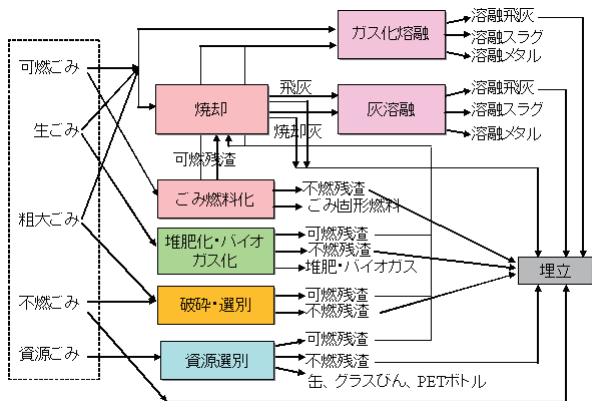 可燃ごみ
生ごみ
粗大ごみ
不燃ごみ
資源ごみ
ガス化熔融
溶融飛灰
溶融スラグ
溶融メタル
焼却
飛灰
焼却灰
灰溶融
溶融飛灰
溶融スラグ
溶融メタル
可燃残渣
ごみ燃料化
不燃残渣
ごみ固形燃料
堆肥化・バイオ
ガス化
可燃残渣
不燃残渣
堆肥・バイオガス
破砕・選別
可燃残渣
不燃残渣
資源選別
可燃残渣
不燃残渣
缶、グラスびん、PETボトル
埋立